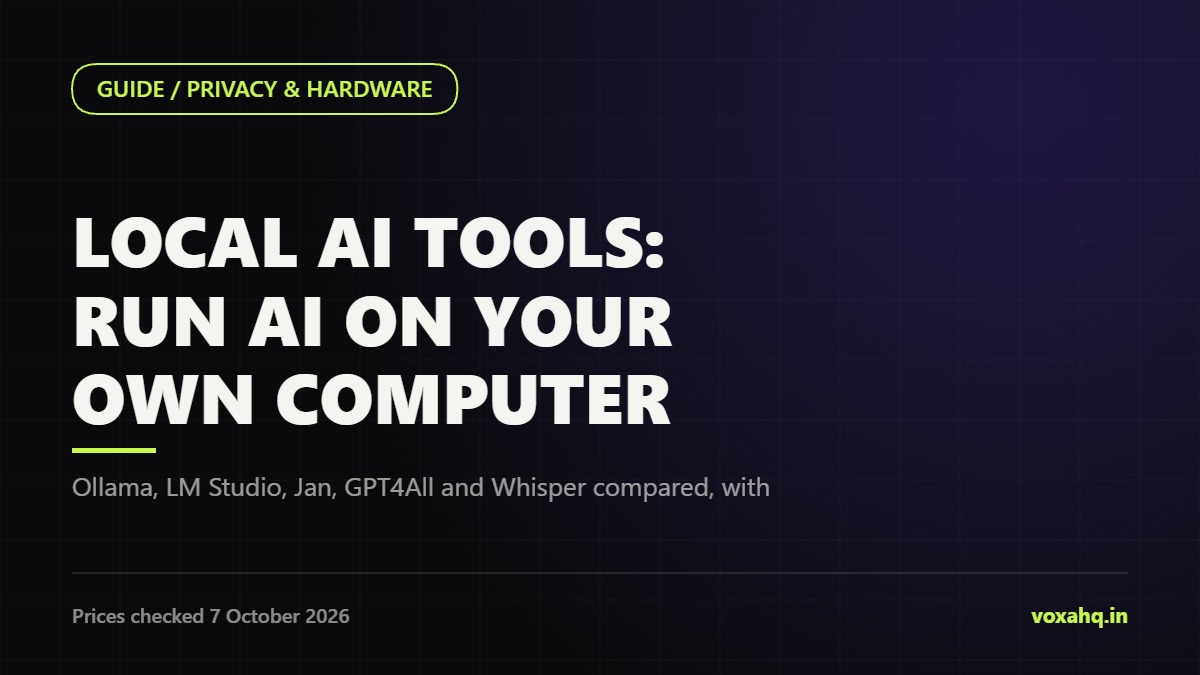 GUIDE / PRIVACY & HARDWARE
LOCAL AI TOOLS:
RUN AI ON YOUR
OWN COMPUTER
Ollama, LM Studio, Jan, GPT4All and Whisper compared, with
Prices checked 7 October 2026
voxahq.in